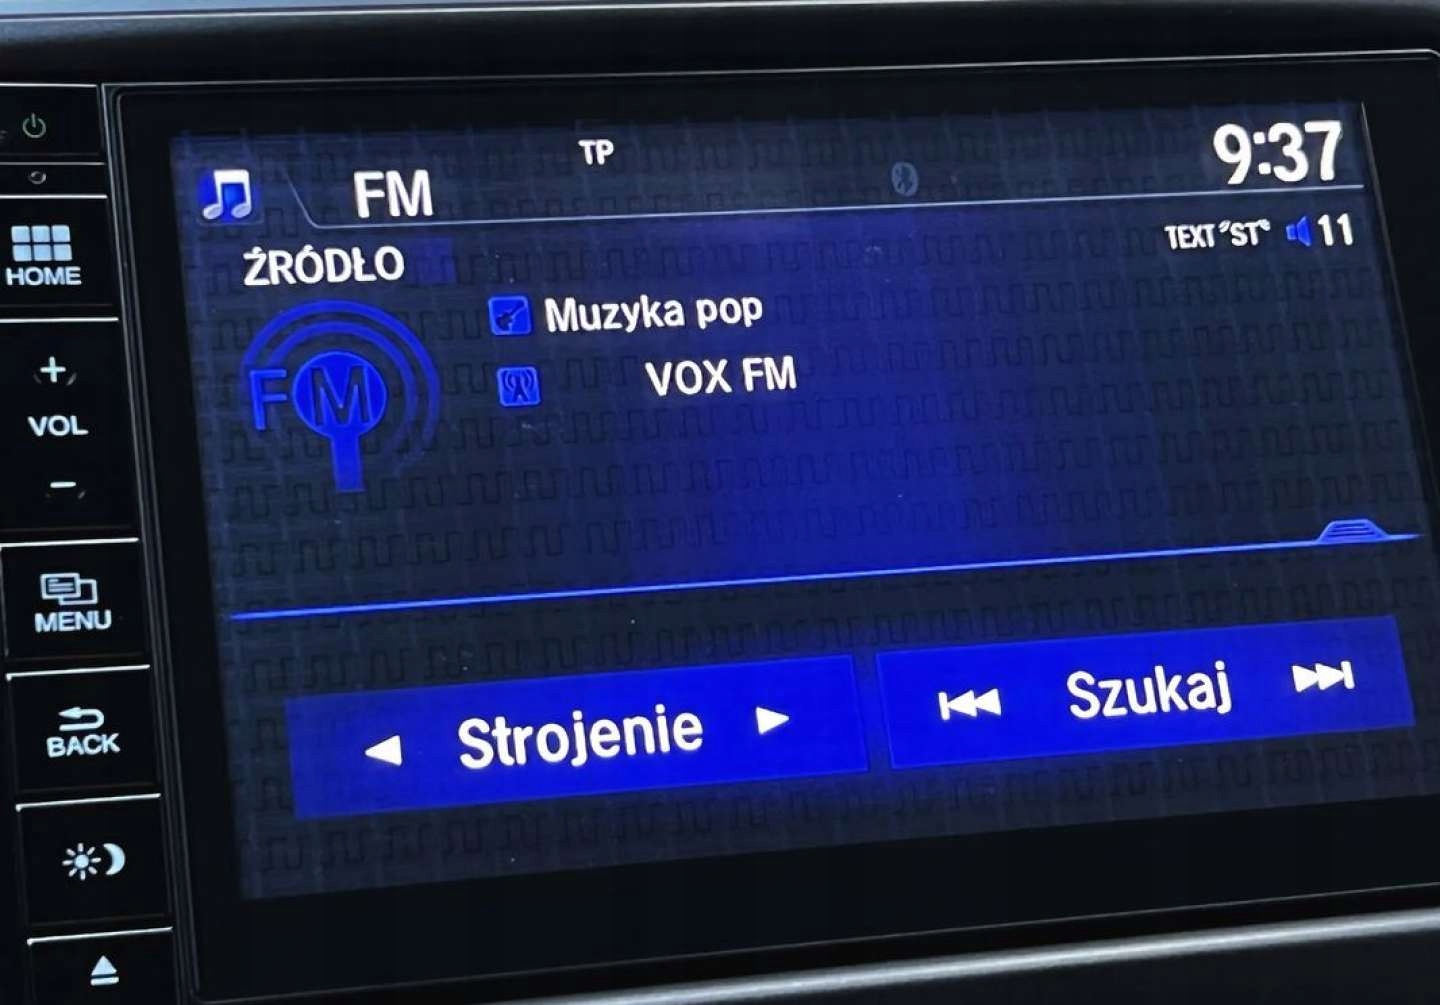 TP
FM
9:37
ŹRÓDŁO
TEXT "ST" 11
FM
Muzyka pop
VOX FM
Strojenie
Szukaj
HOME
+
VOL
-
MENU
BACK